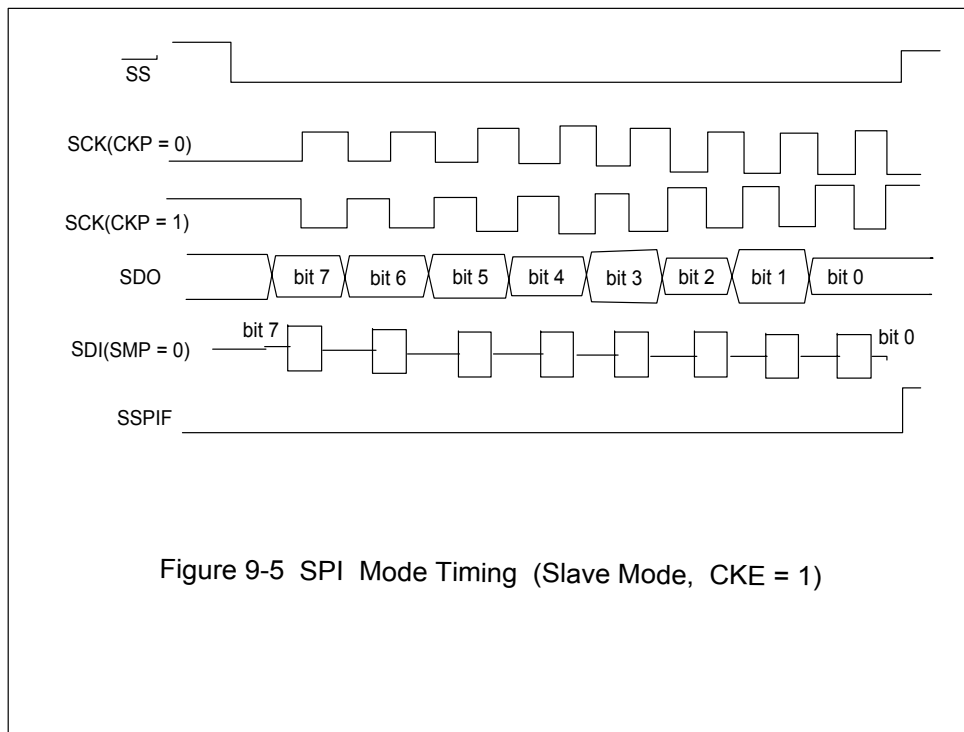 SS
SCK(CKP = 0)
SCK(CKP = 1)
SDO bit 7 bit 6 bit 5 bit 4 bit 3 bit 2 bit 1 bit 0
bit 7 bit 0
SDI(SMP = 0)
SSPIF
Figure 9-5 SPI Mode Timing (Slave Mode, CKE = 1)